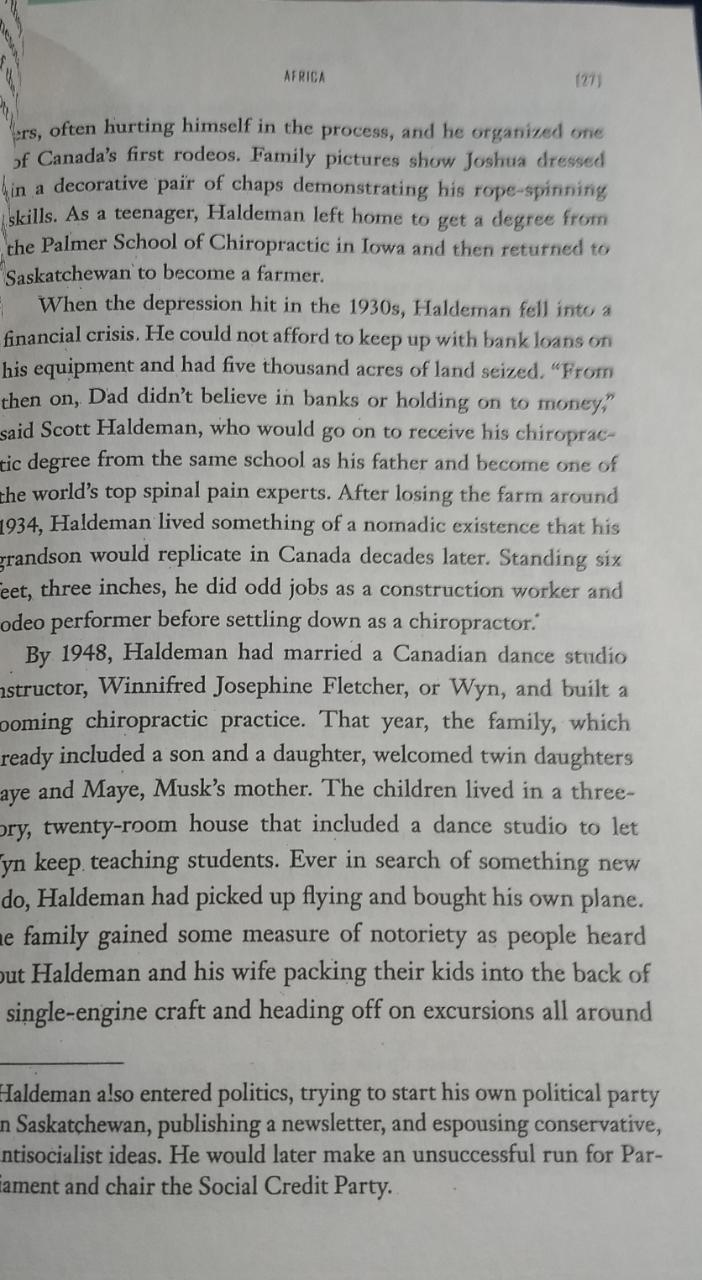 AFRICA [27]
ers, often hurting himself in the process, and he organized one
of Canada's first rodeos. Family pictures show Joshua dressed
in a decorative pair of chaps demonstrating his rope-spinning
skills. As a teenager, Haldeman left home to get a degree from
the Palmer School of Chiropractic in Iowa and then returned to
Saskatchewan to become a farmer.
When the depression hit in the 1930s, Haldeman fell into a
financial crisis. He could not afford to keep up with bank loans on
his equipment and had five thousand acres of land seized. “From
then on, Dad didn't believe in banks or holding on to money,”
said Scott Haldeman, who would go on to receive his chiroprac-
tic degree from the same school as his father and become one of
the world's top spinal pain experts. After losing the farm around
1934, Haldeman lived something of a nomadic existence that his
grandson would replicate in Canada decades later. Standing six
eet, three inches, he did odd jobs as a construction worker and
odeo performer before settling down as a chiropractor.*
By 1948, Haldeman had married a Canadian dance studio
nstructor, Winnifred Josephine Fletcher, or Wyn, and built a
ooming chiropractic practice. That year, the family, which
ready included a son and a daughter, welcomed twin daughters
aye and Maye, Musk's mother. The children lived in a three-
ory, twenty-room house that included a dance studio to let
yn keep teaching students. Ever in search of something new
do, Haldeman had picked up flying and bought his own plane.
e family gained some measure of notoriety as people heard
out Haldeman and his wife packing their kids into the back of
single-engine craft and heading off on excursions all around
Haldeman also entered politics, trying to start his own political party
n Saskatchewan, publishing a newsletter, and espousing conservative,
ntisocialist ideas. He would later make an unsuccessful run for Par-
iament and chair the Social Credit Party.